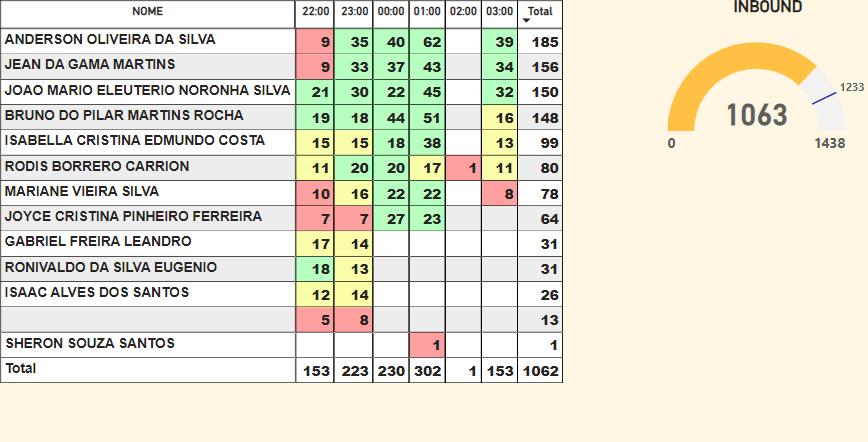 NOME 22:00 23:00 00:00 01:00 02:00 03:00 Total
ANDERSON OLIVEIRA DA SILVA 9 35 40 62 39 185
JEAN DA GAMA MARTINS 9 33 37 43 34 156
JOAO MARIO ELEUTERIO NORONHA SILVA 21 30 22 45 32 150
BRUNO DO PILAR MARTINS ROCHA 19 18 44 51 16 148
ISABELLA CRISTINA EDMUNDO COSTA 15 15 18 38 13 99
RODIS BORRERO CARRION 11 20 20 17 1 11 80
MARIANE VIEIRA SILVA 10 16 22 22 8 78
JOYCE CRISTINA PINHEIRO FERREIRA 7 7 27 23 64
GABRIEL FREIRA LEANDRO 17 14 31
RONIVALDO DA SILVA EUGENIO 18 13 31
ISAAC ALVES DOS SANTOS 12 14 26
5 8 13
SHERON SOUZA SANTOS 1 1
Total 153 223 230 302 1 153 1062
INBOUND
1233
1063
0 1438